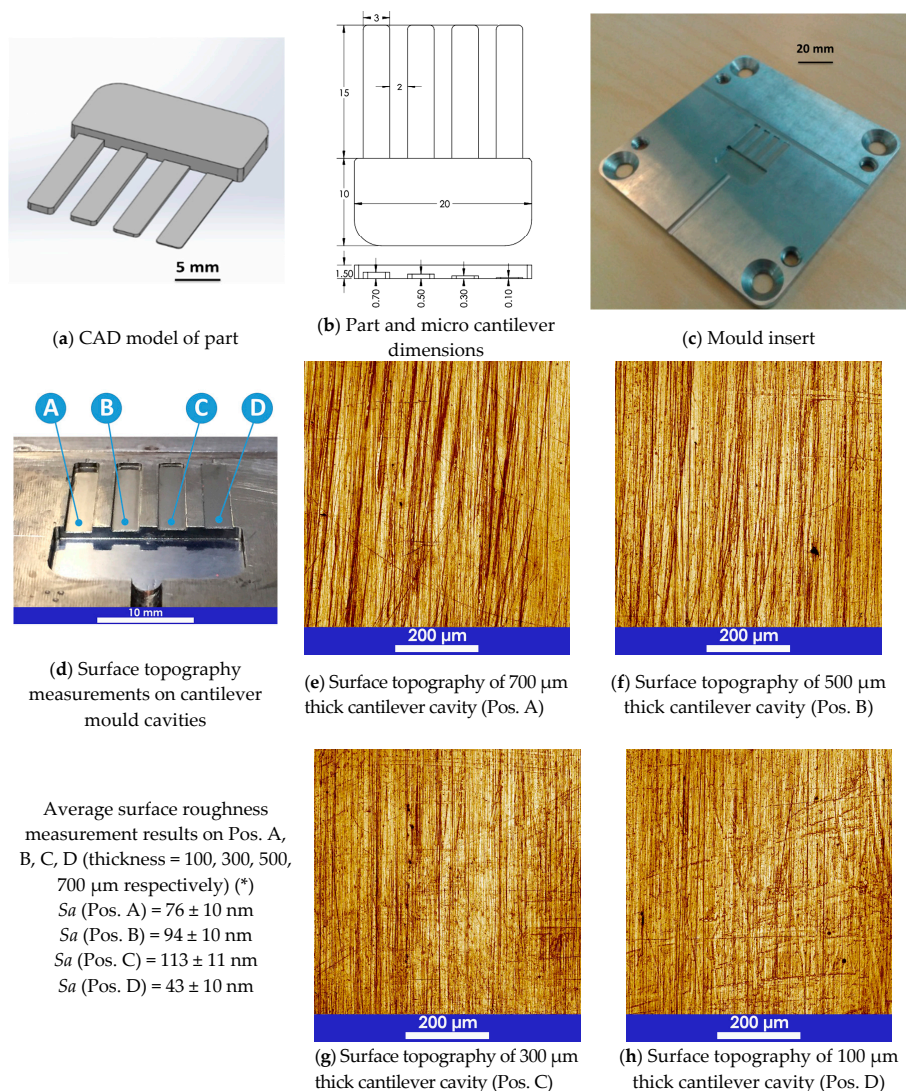 5 mm
(a) CAD model of part
3
2
15
10
20
1.50
0.70
0.50
0.30
0.10
(b) Part and micro cantilever
dimensions
20 mm
(c) Mould insert
A
B
C
D
10 mm
(d) Surface topography
measurements on cantilever
mould cavities
200 µm
(e) Surface topography of 700 µm
thick cantilever cavity (Pos. A)
200 µm
(f) Surface topography of 500 µm
thick cantilever cavity (Pos. B)
Average surface roughness
measurement results on Pos. A,
B, C, D (thickness = 100, 300, 500,
700 µm respectively) (*)
Sa (Pos. A) = 76 ± 10 nm
Sa (Pos. B) = 94 ± 10 nm
Sa (Pos. C) = 113 ± 11 nm
Sa (Pos. D) = 43 ± 10 nm
200 µm
(g) Surface topography of 300 µm
thick cantilever cavity (Pos. C)
200 µm
(h) Surface topography of 100 µm
thick cantilever cavity (Pos. D)